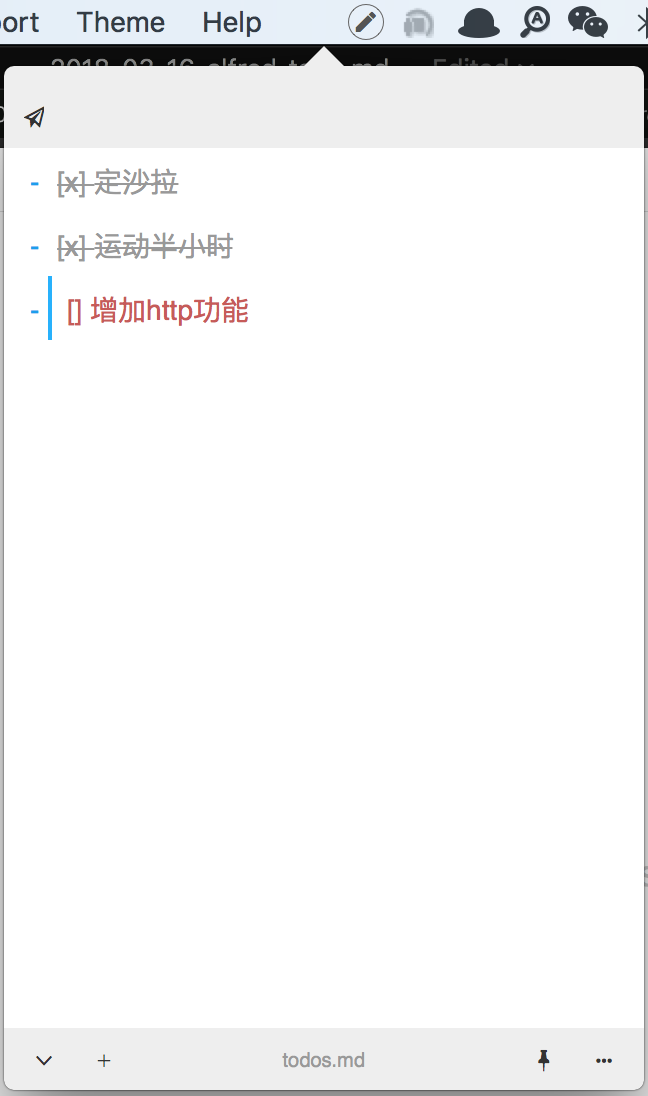 ort Theme Help
2018-03-16-alfred-to .md — Edited
- [x] 定沙拉
- [x] 运动半小时
- [] 增加http功能
todos.md